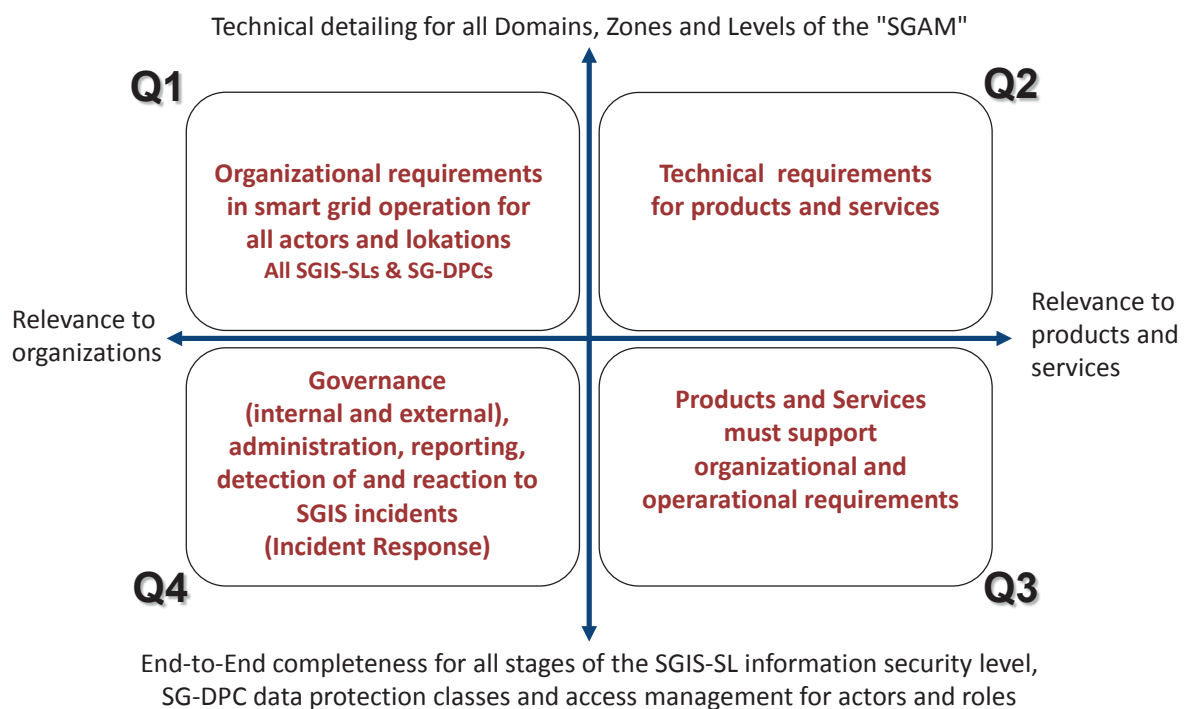 Technical detailing for all Domains, Zones and Levels of the "SGAM"
Q1
Q2
Organizational requirements
in smart grid operation for
all actors and lokations
All SGIS-SLs & SG-DPCs
Technical requirements
for products and services
Relevance to
organizations
Relevance to
products and
services
Governance
(internal and external),
administration, reporting,
detection of and reaction to
SGIS incidents
(Incident Response)
Products and Services
must support
organizational and
operarational requirements
Q4
Q3
End-to-End completeness for all stages of the SGIS-SL information security level,
SG-DPC data protection classes and access management for actors and roles